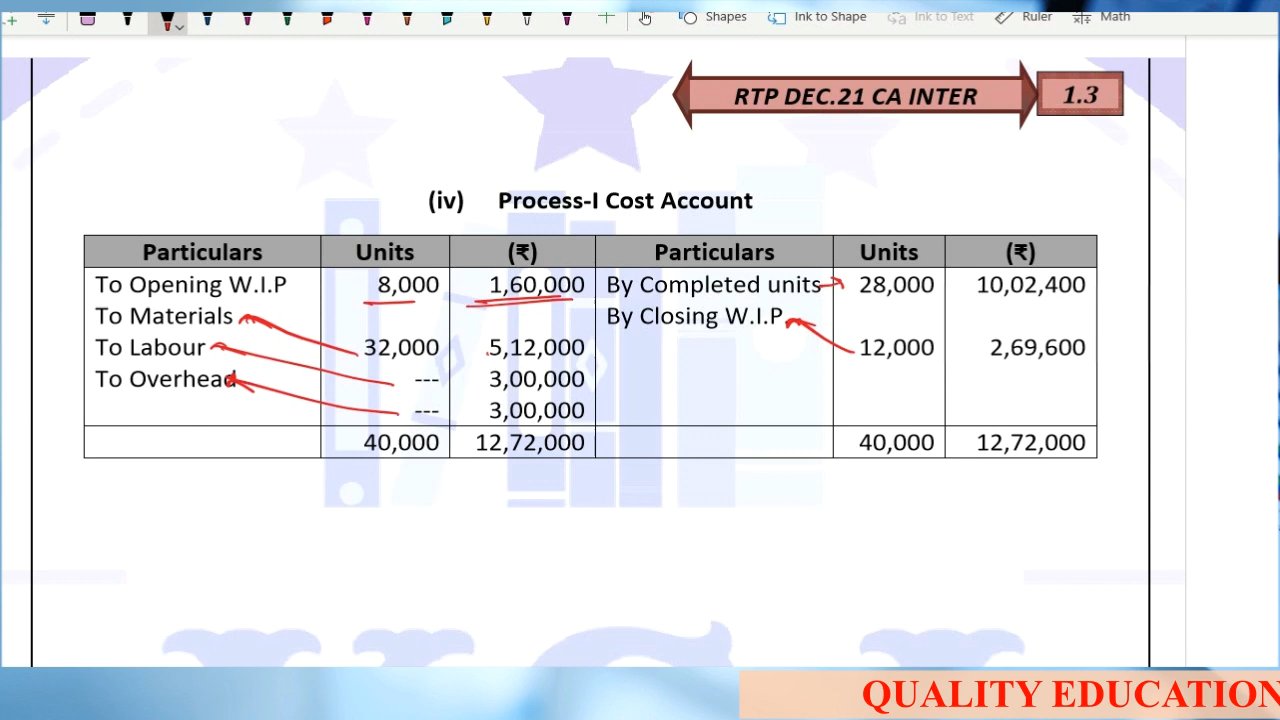 Shapes Ink to Shape Ink to Text Ruler Math
RTP DEC.21 CA INTER 1.3
(iv) Process-I Cost Account
Particulars Units (₹) Particulars Units (₹)
To Opening W.I.P 8,000 1,60,000 By Completed units 28,000 10,02,400
To Materials By Closing W.I.P
To Labour 32,000 5,12,000 12,000 2,69,600
To Overhead --- 3,00,000
--- 3,00,000
40,000 12,72,000 40,000 12,72,000
QUALITY EDUCATION